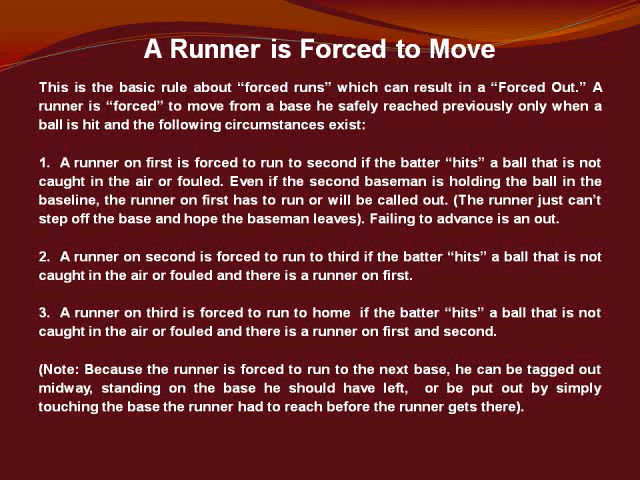 A Runner is Forced to Move
This is the basic rule about “forced runs” which can result in a “Forced Out.” A
runner is “forced” to move from a base he safely reached previously only when a
ball is hit and the following circumstances exist:
1. A runner on first is forced to run to second if the batter “hits” a ball that is not
caught in the air or fouled. Even if the second baseman is holding the ball in the
baseline, the runner on first has to run or will be called out. (The runner just can’t
step off the base and hope the baseman leaves). Failing to advance is an out.
2. A runner on second is forced to run to third if the batter “hits” a ball that is not
caught in the air or fouled and there is a runner on first.
3. A runner on third is forced to run to home if the batter “hits” a ball that is not
caught in the air or fouled and there is a runner on first and second.
(Note: Because the runner is forced to run to the next base, he can be tagged out
midway, standing on the base he should have left, or be put out by simply
touching the base the runner had to reach before the runner gets there).